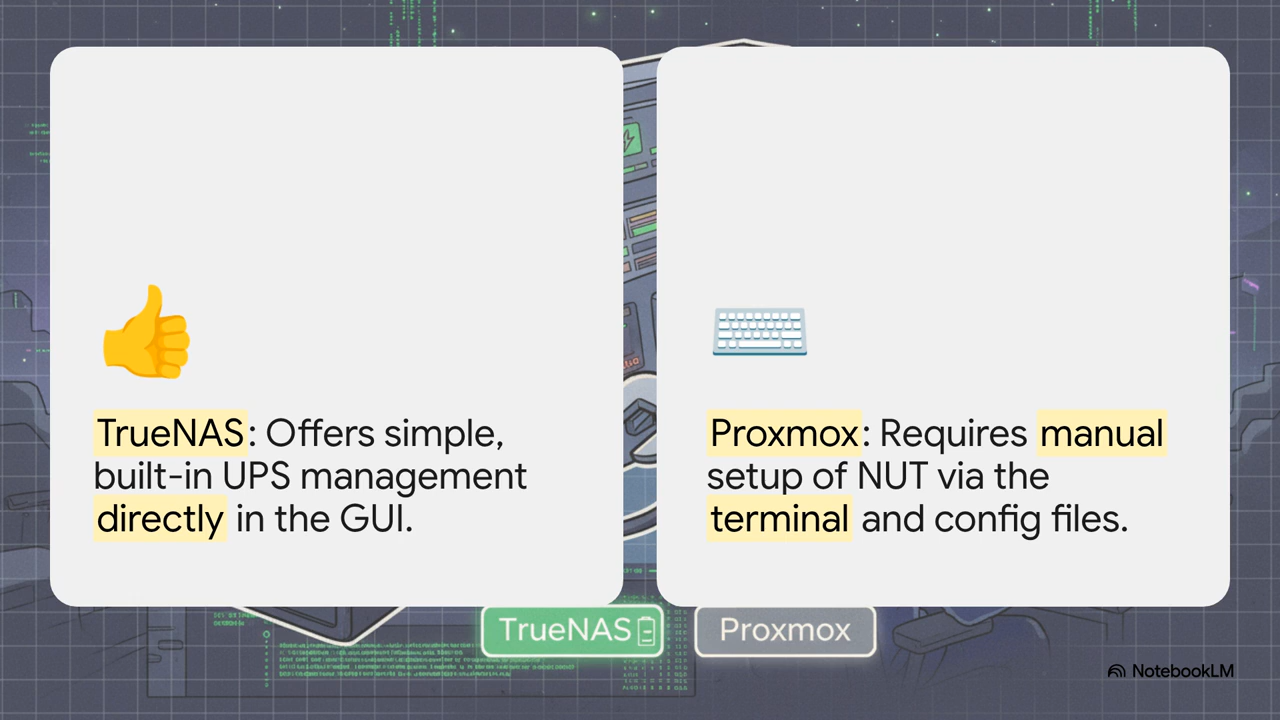 TrueNAS: Offers simple,
built-in UPS management
directly in the GUI.
Proxmox: Requires manual
setup of NUT via the
terminal and config files.
TrueNAS
Proxmox
NotebookLM